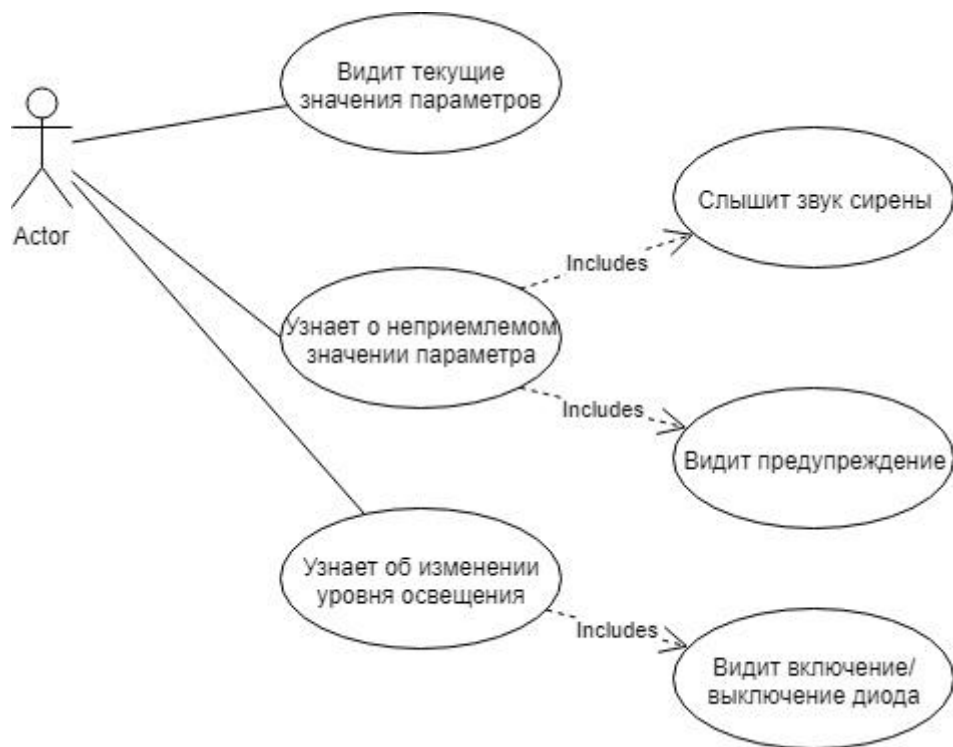 Видит текущие
значения параметров
Actor
Слышит звук сирены
Includes
Узнает о неприемлемом
значении параметра
Includes
Видит предупреждение
Узнает об изменении
уровня освещения
Includes
Видит включение/
выключение диода